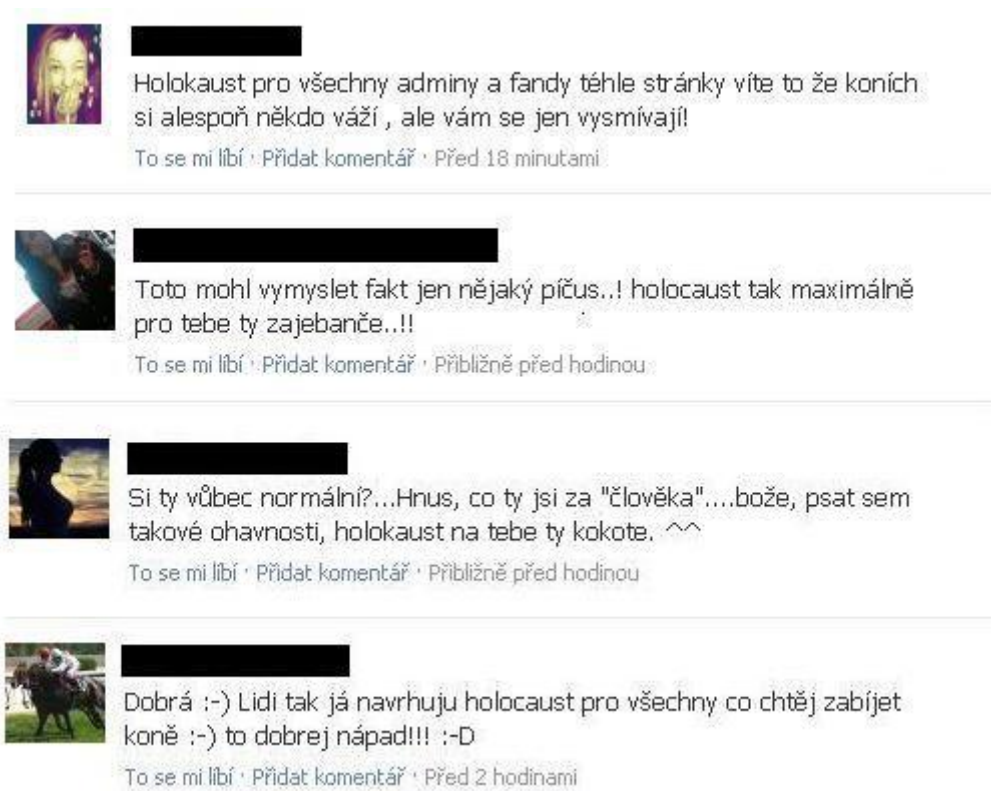 Holokaust pro všechny adminy a fandy téhle stránky víte to že koních
si alespoň někdo váží , ale vám se jen vysmívají!
To se mi líbí · Přidat komentář · Před 18 minutami
Toto mohl vymyslet fakt jen nějaký píčus..! holocaust tak maximálně
pro tebe ty zajebanče..!!
To se mi líbí · Přidat komentář · Přibližně před hodinou
Si ty vůbec normální?...Hnus, co ty jsi za "člověka"....bože, psat sem
takové ohavnosti, holokaust na tebe ty kokote. ^^
To se mi líbí · Přidat komentář · Přibližně před hodinou
Dobrá :-) Lidi tak já navrhuju holocaust pro všechny co chtěj zabíjet
koně :-) to dobrej nápad!!! :-D
To se mi líbí · Přidat komentář · Před 2 hodinami